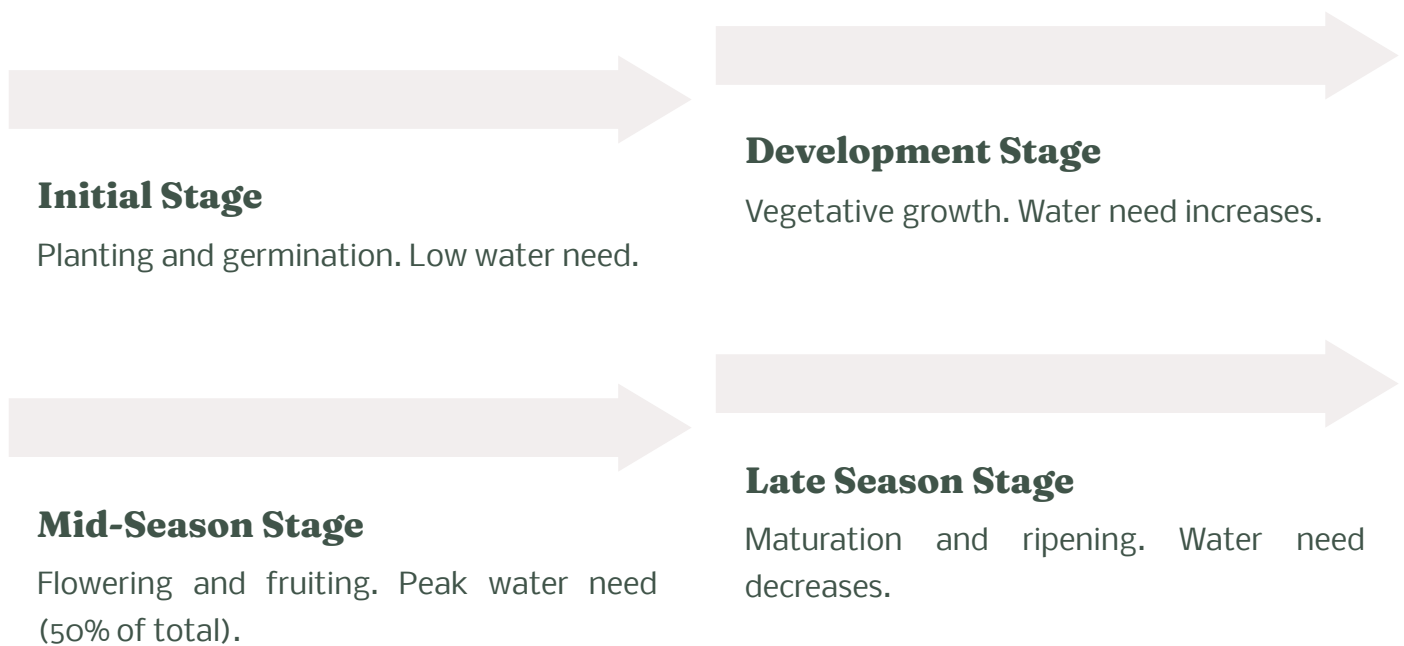 Initial Stage
Planting and germination. Low water need.
Development Stage
Vegetative growth. Water need increases.
Mid-Season Stage
Flowering and fruiting. Peak water need
(50% of total).
Late Season Stage
Maturation and ripening. Water need
decreases.